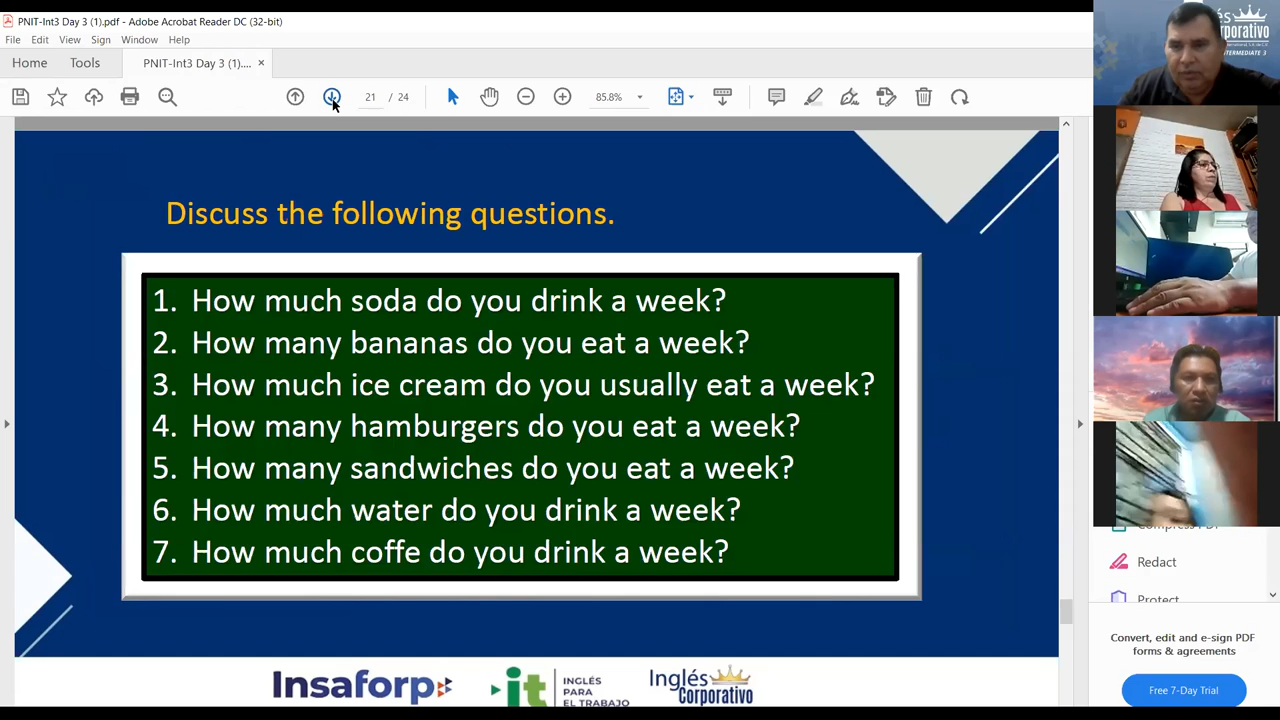 PNIT-Int3 Day 3 (1).pdf - Adobe Acrobat Reader DC (32-bit)
File Edit View Sign Window Help
Home Tools PNIT-Int3 Day 3 (1).... ×
21 / 24 85.8%
Discuss the following questions.
1. How much soda do you drink a week?
2. How many bananas do you eat a week?
3. How much ice cream do you usually eat a week?
4. How many hamburgers do you eat a week?
5. How many sandwiches do you eat a week?
6. How much water do you drink a week?
7. How much coffe do you drink a week?
Insaforp
it INGLÉS
PARA
EL TRABAJO
Inglés
Corporativo
Corporativo
INTERMEDIATE 3
Compress PDF
Redact
Protect
Convert, edit and e-sign PDF
forms & agreements
Free 7-Day Trial